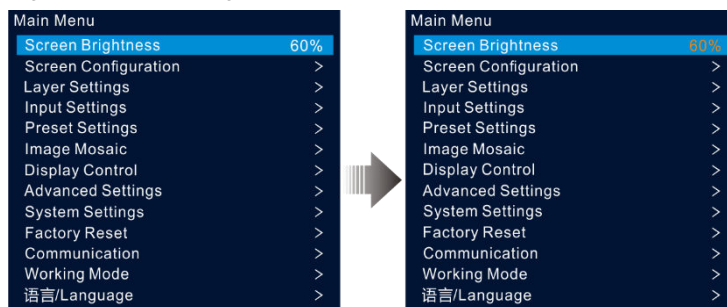 Main Menu
Screen Brightness 60%
Screen Configuration >
Layer Settings >
Input Settings >
Preset Settings >
Image Mosaic >
Display Control >
Advanced Settings >
System Settings >
Factory Reset >
Communication >
Working Mode >
语言/Language >
Main Menu
Screen Brightness 60%
Screen Configuration >
Layer Settings >
Input Settings >
Preset Settings >
Image Mosaic >
Display Control >
Advanced Settings >
System Settings >
Factory Reset >
Communication >
Working Mode >
语言/Language >